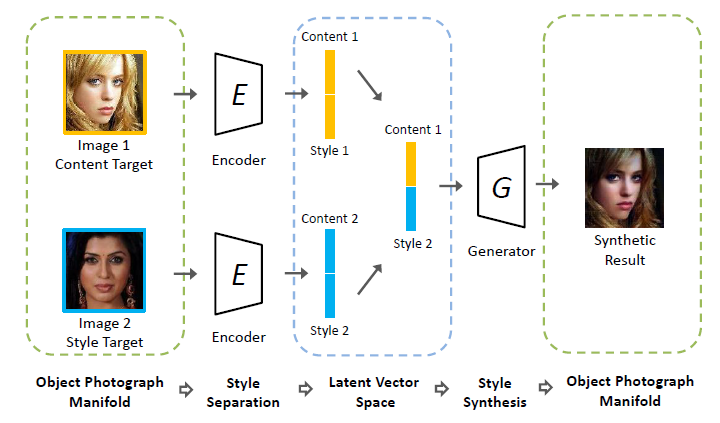 Content 1
E
Image 1
Content Target
Encoder
Style 1
Content 1
Content 2
G
Style 2
Generator
Synthetic
Result
E
Image 2
Style Target
Encoder
Style 2
Object Photograph
Manifold
Style
Separation
Latent Vector
Space
Style
Synthesis
Object Photograph
Manifold